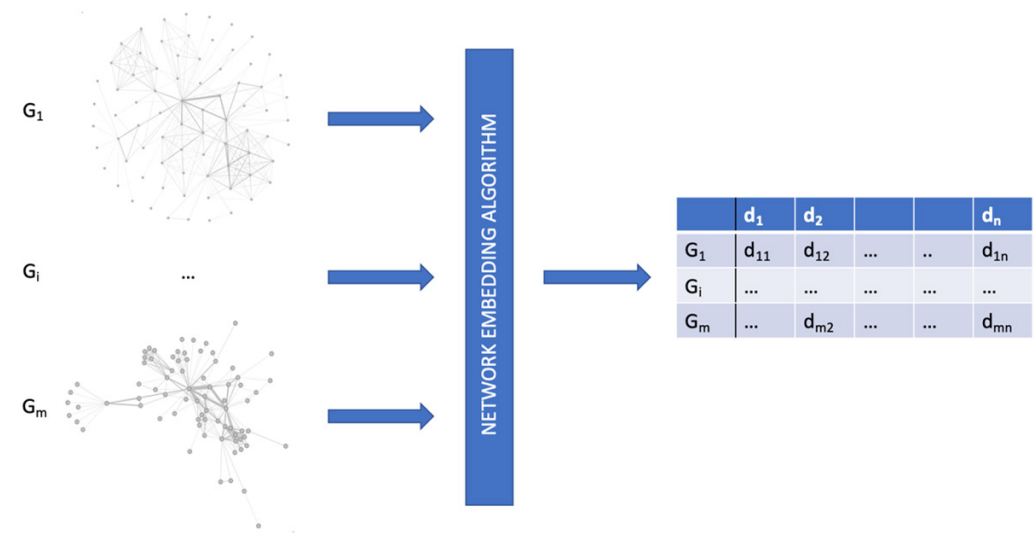 G1
Gi
...
Gm
NETWORK EMBEDDING ALGORITHM
d1 d2 dn
G1 d11 d12 ... .. d1n
Gi ... ... ... ... ...
Gm ... dm2 ... ... dmn